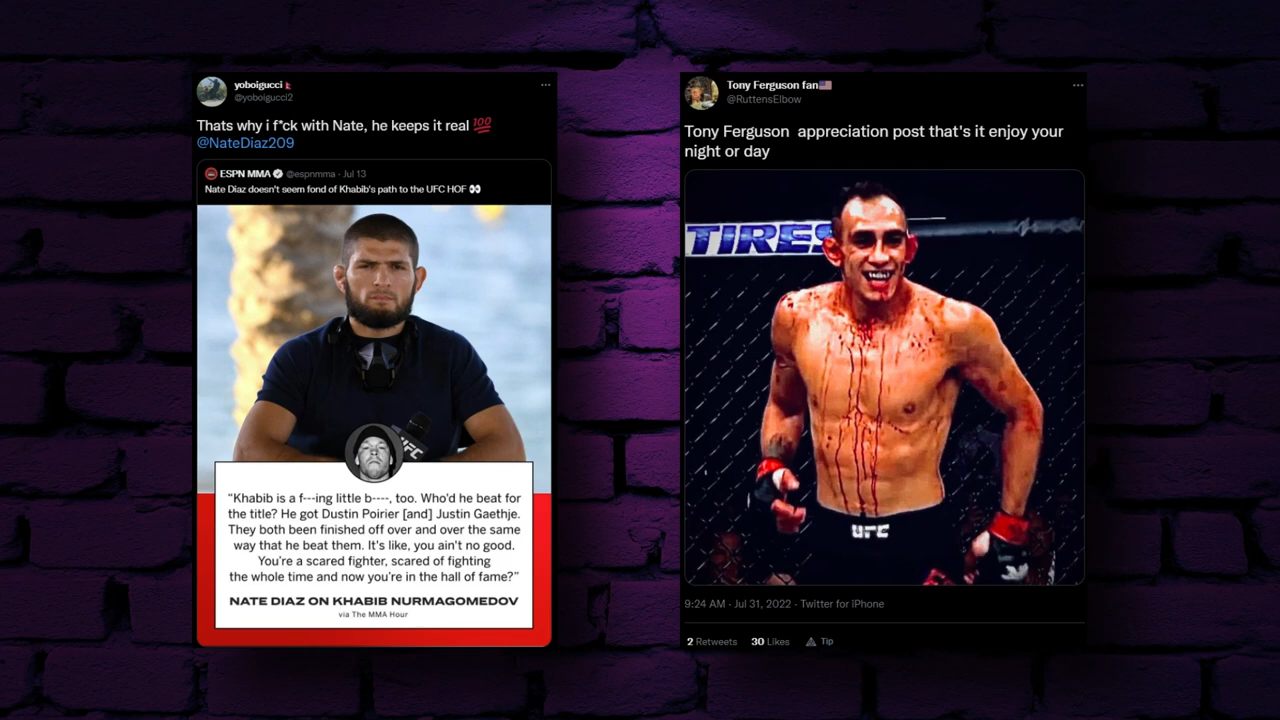 yoboigucci🇳🇵
@yoboigucci2
Thats why i f*ck with Nate, he keeps it real 💯
@NateDiaz209
ESPN MMA @espnmma · Jul 13
Nate Diaz doesn't seem fond of Khabib's path to the UFC HOF 👀
UFC
“Khabib is a f---ing little b----, too. Who'd he beat for
the title? He got Dustin Poirier [and] Justin Gaethje.
They both been finished off over and over the same
way that he beat them. It's like, you ain't no good.
You're a scared fighter, scared of fighting
the whole time and now you're in the hall of fame?”
NATE DIAZ ON KHABIB NURMAGOMEDOV
via The MMA Hour
Tony Ferguson fan🇺🇸
@RuttensElbow
Tony Ferguson appreciation post that's it enjoy your
night or day
TIRES
UFC
9:24 AM · Jul 31, 2022 · Twitter for iPhone
2 Retweets 30 Likes Tip